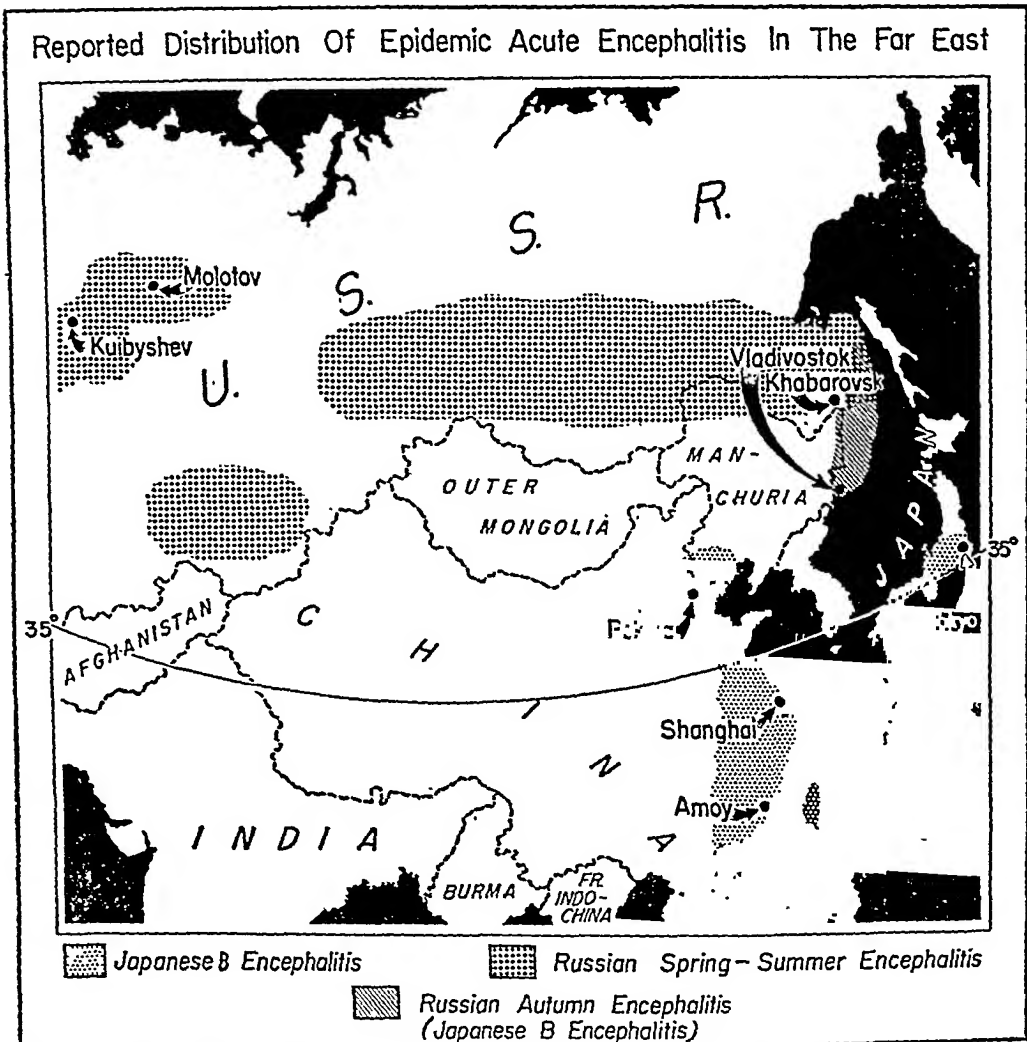 Reported Distribution Of Epidemic Acute Encephalitis In The Far East
U. S. S. R.
Molotov
Kuibyshev
Vladivostok
Khabarovsk
MAN-
CHURIA
OUTER
MONGOLIA
JAPAN
35°
35°
AFGHANISTAN
CHINA
Shanghai
Amoy
INDIA
BURMA
FR.
INDO-
CHINA
Japanese B Encephalitis
Russian Spring-Summer Encephalitis
Russian Autumn Encephalitis
(Japanese B Encephalitis)